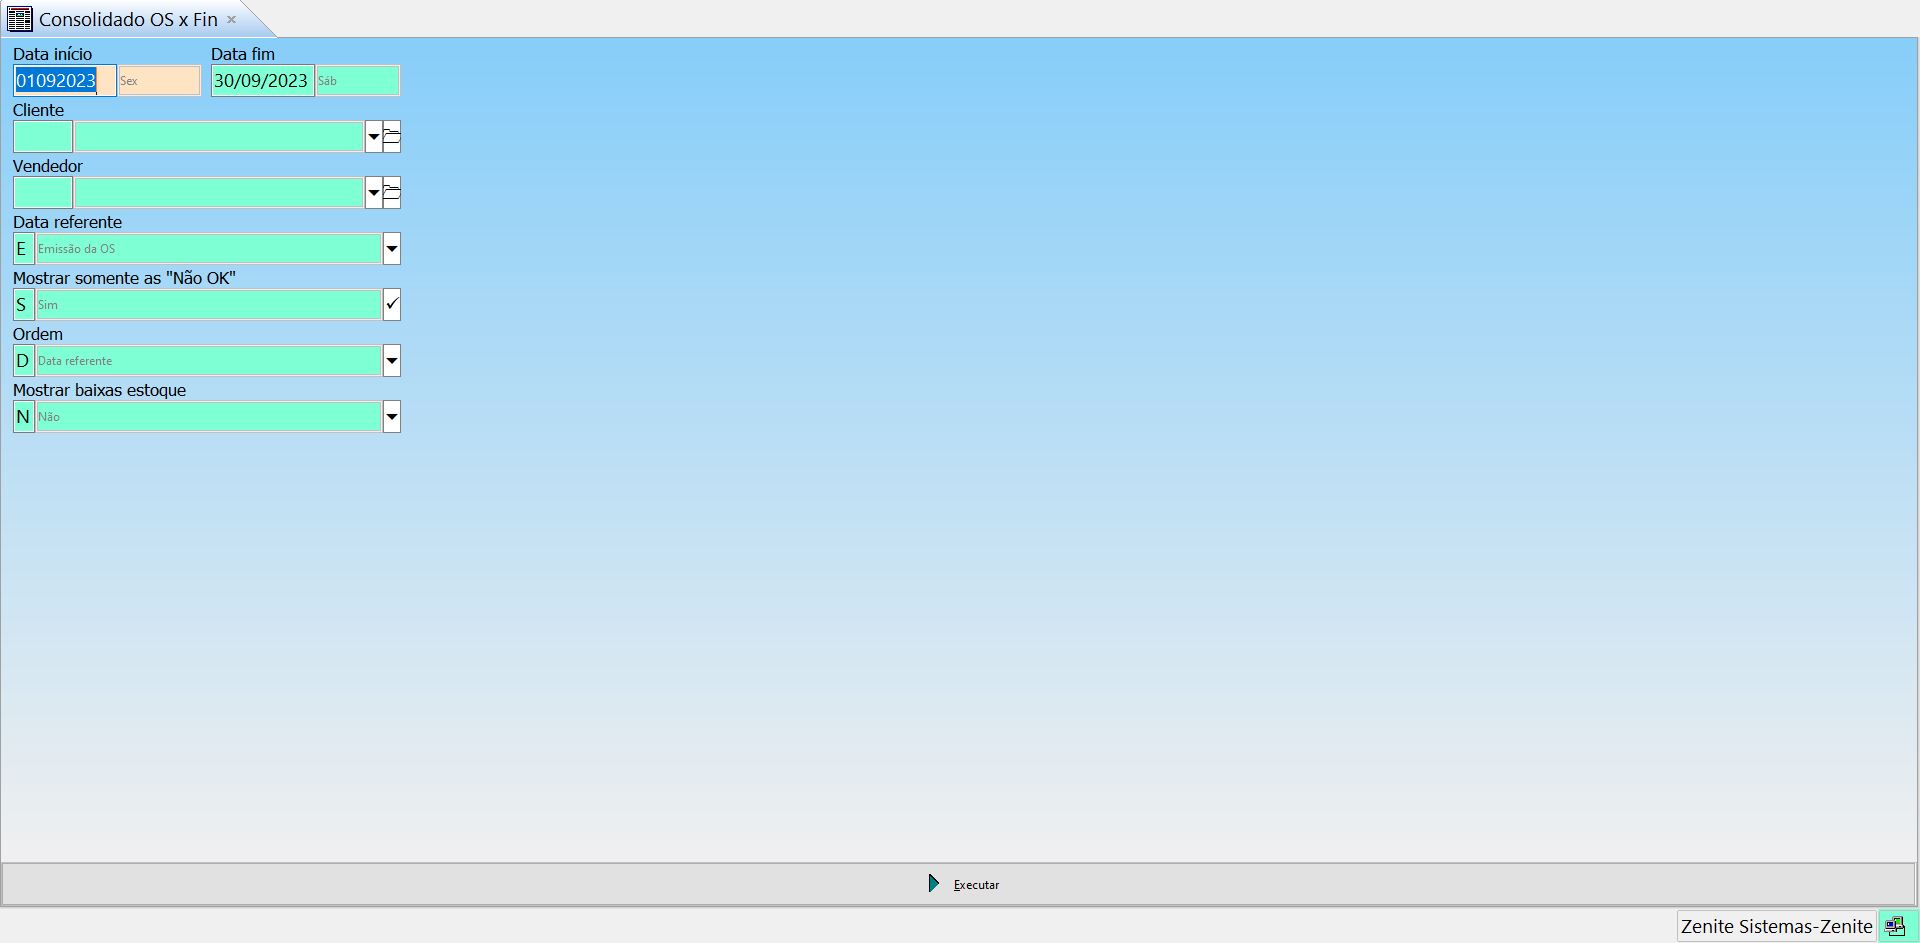 Consolidado OS x Fin ×
Data início Data fim
01092023 Sex 30/09/2023 Sáb
Cliente
Vendedor
Data referente
E Emissão da OS
Mostrar somente as "Não OK"
S Sim
Ordem
D Data referente
Mostrar baixas estoque
N Não
Executar
Zenite Sistemas-Zenite